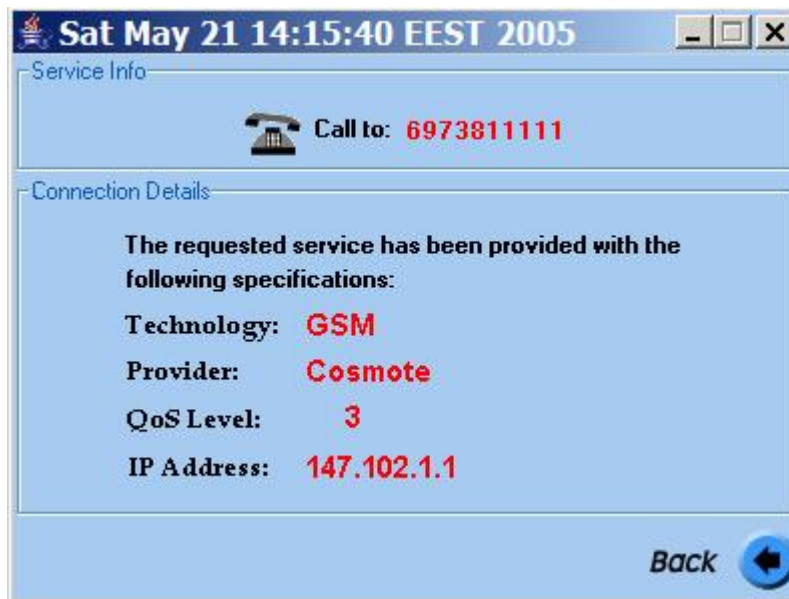 Sat May 21 14:15:40 EEST 2005
Service Info
Call to: 6973811111
Connection Details
The requested service has been provided with the
following specifications:
Technology: GSM
Provider: Cosmote
QoS Level: 3
IP Address: 147.102.1.1
Back